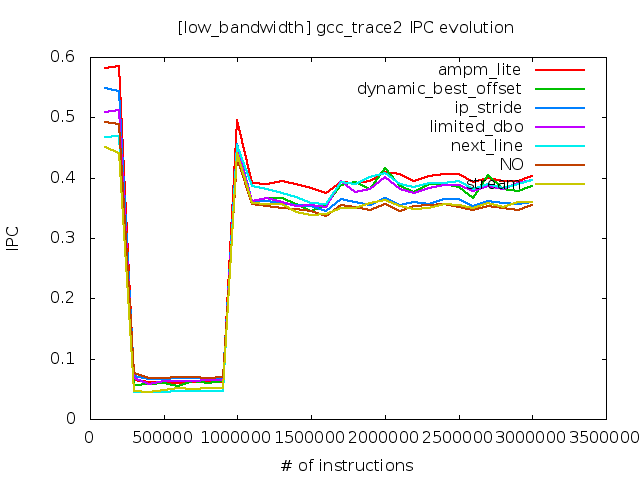 [low_bandwidth] gcc_trace2 IPC evolution
0.6
0.5
0.4
0.3
0.2
0.1
0
IPC
ampm_lite
dynamic_best_offset
ip_stride
limited_dbo
next_line
NO
stream
0 500000 1000000 1500000 2000000 2500000 3000000 3500000
# of instructions